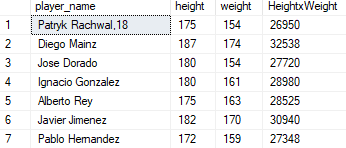 player_name height weight HeightxWeight
1 Patryk Rachwal,18 175 154 26950
2 Diego Mainz 187 174 32538
3 Jose Dorado 180 154 27720
4 Ignacio Gonzalez 180 161 28980
5 Alberto Rey 175 163 28525
6 Javier Jimenez 182 170 30940
7 Pablo Hernandez 172 159 27348